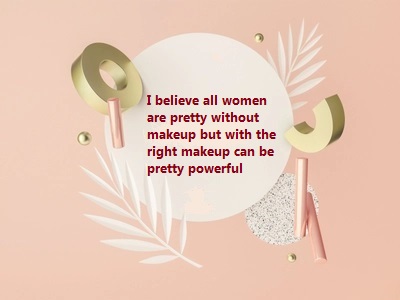 I believe all women
are pretty without
makeup but with the
right makeup can be
pretty powerful